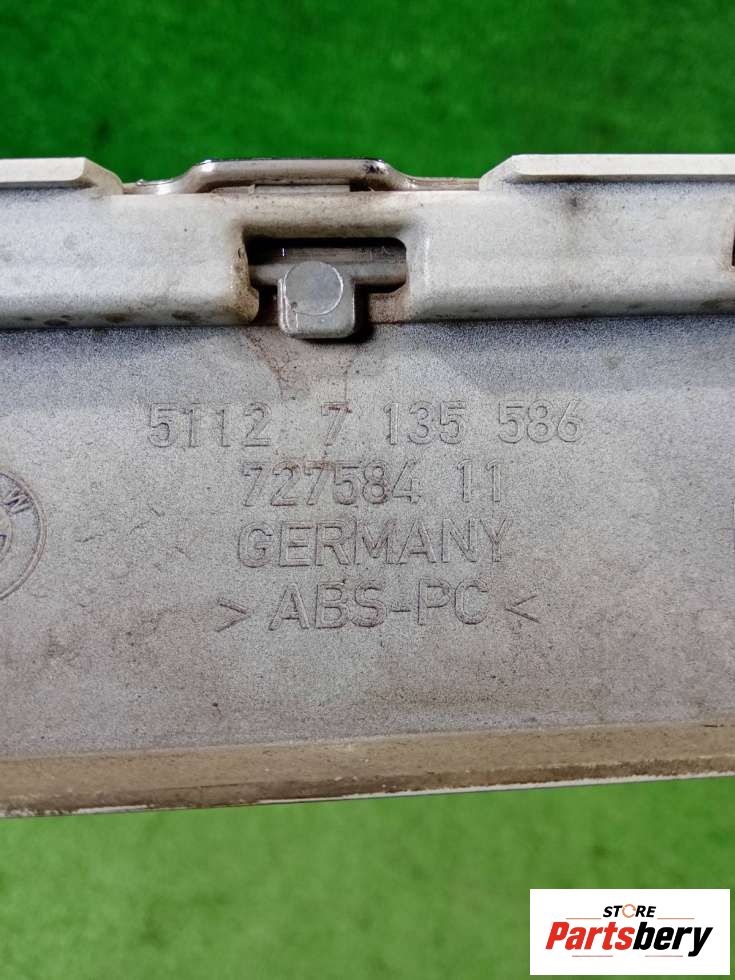 5112 7 135 586
727584 11
GERMANY
> ABS-PC <
STORE
Partsbery